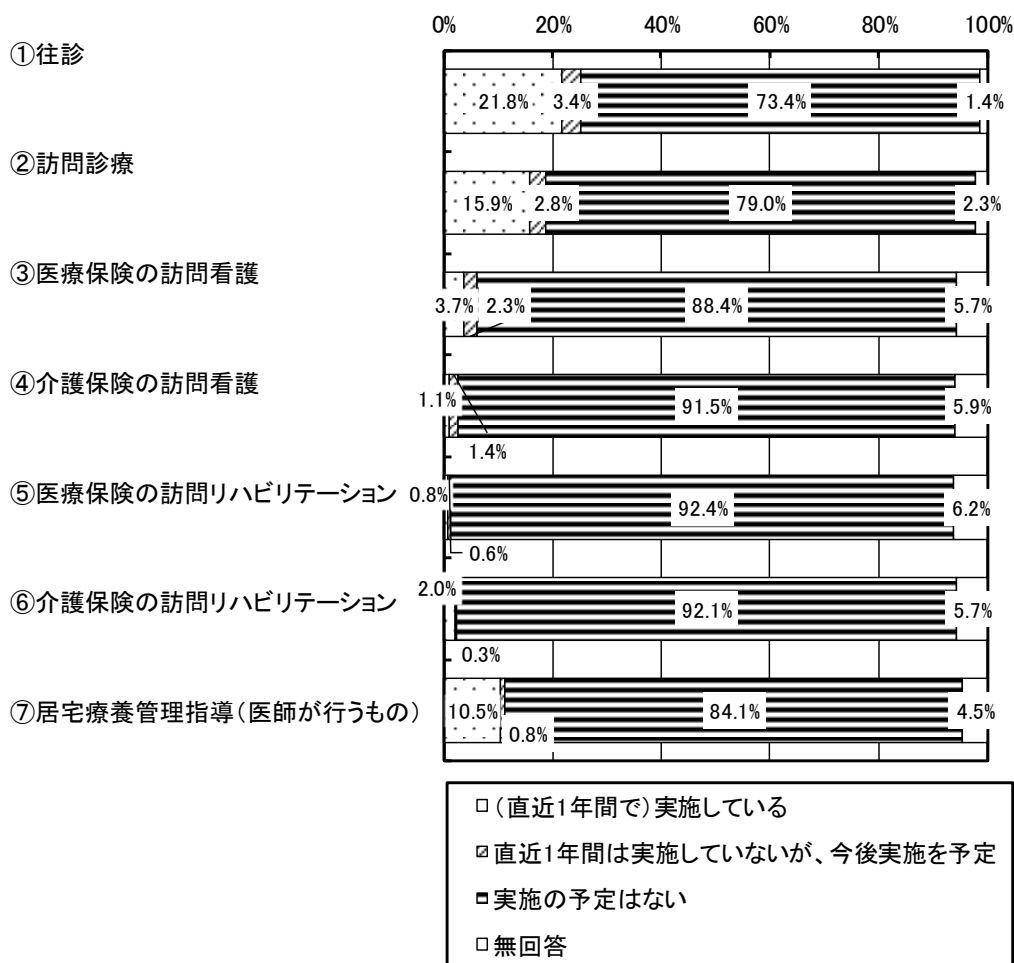 0% 20% 40% 60% 80% 100%
①往診
21.8% 3.4% 73.4% 1.4%
②訪問診療
15.9% 2.8% 79.0% 2.3%
③医療保険の訪問看護
3.7% 2.3% 88.4% 5.7%
④介護保険の訪問看護
1.1% 91.5% 5.9%
1.4%
⑤医療保険の訪問リハビリテーション 0.8% 92.4% 6.2%
0.6%
2.0%
⑥介護保険の訪問リハビリテーション 92.1% 5.7%
0.3%
⑦居宅療養管理指導(医師が行うもの) 10.5% 84.1% 4.5%
0.8%
(直近1年間で)実施している
直近1年間は実施していないが、今後実施を予定
実施の予定はない
無回答